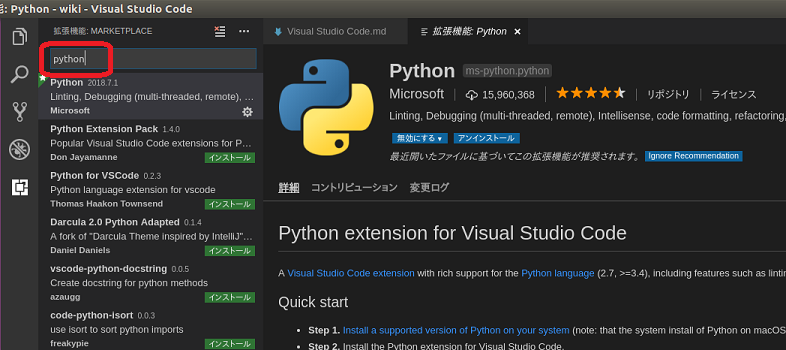 能: Python - wiki - Visual Studio Code
拡張機能: MARKETPLACE
python
Python 2018.7.1
Linting, Debugging (multi-threaded, remote), ...
Microsoft
Python Extension Pack 1.4.0
Popular Visual Studio Code extensions for P...
Don Jayamanne インストール
Python for VSCode 0.2.3
Python language extension for vscode
Thomas Haakon Townsend インストール
Darcula 2.0 Python Adapted 0.1.4
A fork of "Darcula Theme inspired by IntelliJ"...
Daniel Daniels インストール
vscode-python-docstring 0.0.5
Create docstring for python methods
azaugg インストール
code-python-isort 0.0.3
use isort to sort python imports
freakypie インストール
Visual Studio Code.md
拡張機能: Python
Python ms-python.python
Microsoft 15,960,368 リポジトリ ライセンス
Linting, Debugging (multi-threaded, remote), Intellisense, code formatting, refactoring,
無効にする アンインストール
最近開いたファイルに基づいてこの拡張機能が推奨されます。 Ignore Recommendation
詳細 コントリビューション 変更ログ
Python extension for Visual Studio Code
A Visual Studio Code extension with rich support for the Python language (2.7, >=3.4), including features such as lintin
Quick start
Step 1. Install a supported version of Python on your system (note: that the system install of Python on macOS
Step 2. Install the Python extension for Visual Studio Code.